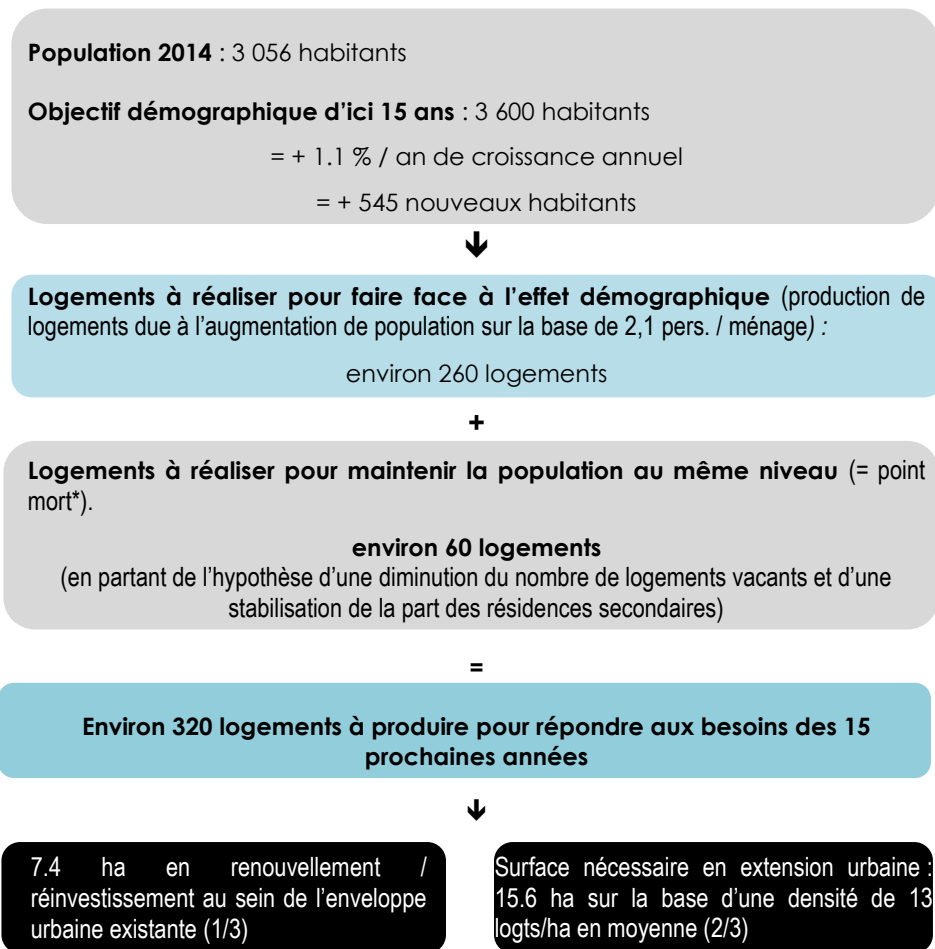 Population 2014 : 3 056 habitants
Objectif démographique d'ici 15 ans : 3 600 habitants
= + 1.1 % / an de croissance annuel
= + 545 nouveaux habitants
Logements à réaliser pour faire face à l'effet démographique (production de
logements due à l'augmentation de population sur la base de 2,1 pers. / ménage) :
environ 260 logements
+
Logements à réaliser pour maintenir la population au même niveau (= point
mort*).
environ 60 logements
(en partant de l'hypothèse d'une diminution du nombre de logements vacants et d'une
stabilisation de la part des résidences secondaires)
=
Environ 320 logements à produire pour répondre aux besoins des 15
prochaines années
7.4 ha en renouvellement /
réinvestissement au sein de l'enveloppe
urbaine existante (1/3)
Surface nécessaire en extension urbaine :
15.6 ha sur la base d'une densité de 13
logts/ha en moyenne (2/3)